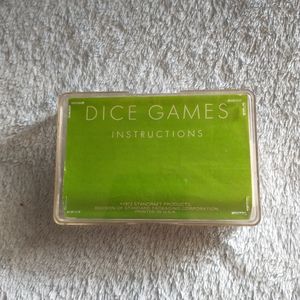 DICE GAMES
INSTRUCTIONS
STANCRAFT PRODUCTS
DIVISION OF STANDARD PACKAGING CORPORATION
PRINTED IN U.S.A.